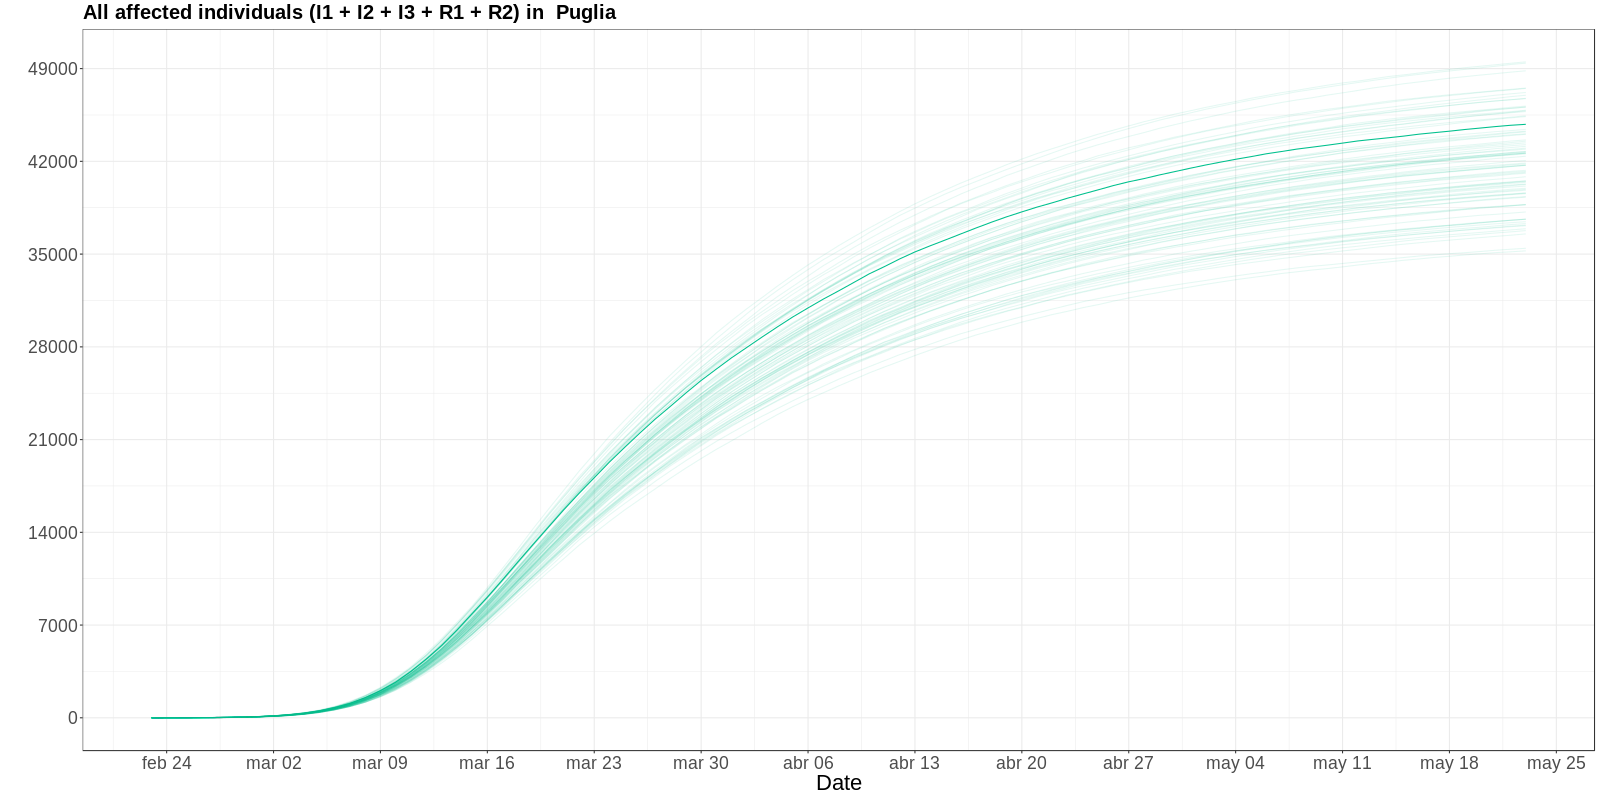 All affected individuals (I1 + I2 + I3 + R1 + R2) in  Puglia
49000
42000
35000
28000
21000
14000
7000
0
feb 24 mar 02 mar 09 mar 16 mar 23 mar 30 abr 06 abr 13 abr 20 abr 27 may 04 may 11 may 18 may 25
Date